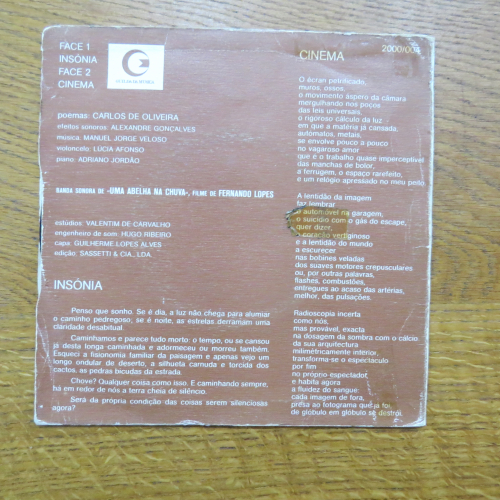 FACE 1
INSÓNIA
FACE 2
CINEMA
poemas: CARLOS DE OLIVEIRA
efeitos sonoros: ALEXANDRE GONÇALVES
música: MANUEL JORGE VELOSO
violoncelo: LÚCIA AFONSO
piano: ADRIANO JORDÃO
BANDA SONORA DE «UMA ABELHA NA CHUVA», FILME DE FERNANDO LOPES
estúdios: VALENTIM DE CARVALHO
engenheiro de som: HUGO RIBEIRO
capa: GUILHERME LOPES ALVES
edição: SASSETTI & CIA., LDA.
INSÓNIA
Penso que sonho. Se é dia, a luz não chega para alumiar
o caminho pedregoso; se é noite, as estrelas derramam uma
claridade desabitual.
Caminhamos e parece tudo morto: o tempo, ou se cansou
já desta longa caminhada e adormeceu ou morreu também.
Esqueci a fisionomia familiar da paisagem e apenas vejo um
longo ondular de deserto, a silhueta carnuda e torcida dos
cactos, as pedras bicudas da estrada.
Chove? Qualquer coisa como isso. E caminhando sempre,
há em redor de nós a terra cheia de silêncio.
Será da própria condição das coisas serem silenciosas
agora?
2000/004
CINEMA
O écran petrificado,
muros, ossos,
o movimento áspero da câmara
mergulhando nos poços
das leis universais,
o rigoroso cálculo da luz
em que a matéria já cansada,
autómatos, metais,
se envolve pouco a pouco
no vagaroso amor
que é o trabalho quase imperceptível
das manchas de bolor,
a ferrugem, o espaço rarefeito,
e um relógio apressado no meu peito.
A lentidão da imagem
faz lembrar
o automóvel na garagem,
o suicídio com o gás do escape,
quer dizer,
o coração vertiginoso
e a lentidão do mundo
a escurecer
nas bobines veladas
dos suaves motores crepusculares
ou, por outras palavras,
flashes, combustões,
entregues ao acaso das artérias,
melhor, das pulsações.
Radioscopia incerta
como nós,
mas provável, exacta
na dosagem da sombra com o cálcio
da sua arquitectura
milimétricamente interior,
transforma-se o espectáculo
por fim
no próprio espectador
e habita agora
a fluidez do sangue:
cada imagem de fora,
presa ao fotograma que já foi,
de glóbulo em glóbulo se destrói.